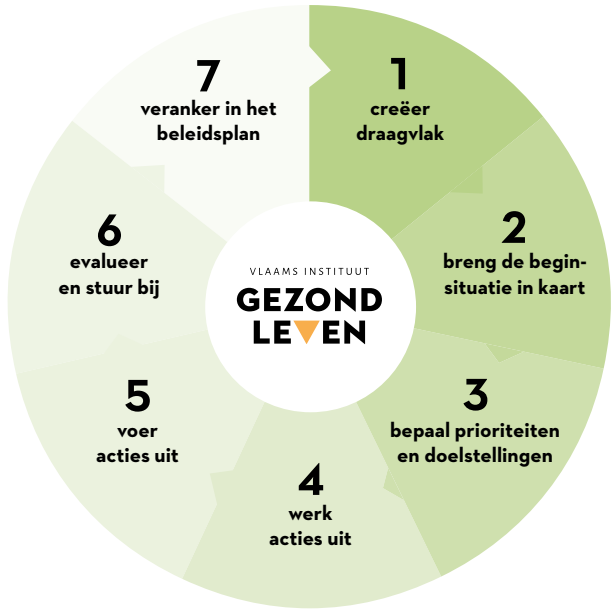 1
creëer
draagvlak
2
breng de begin-
situatie in kaart
3
bepaal prioriteiten
en doelstellingen
4
werk
acties uit
5
voer
acties uit
6
evalueer
en stuur bij
7
veranker in het
beleidsplan
VLAAMS INSTITUUT
GEZOND
LEVEN